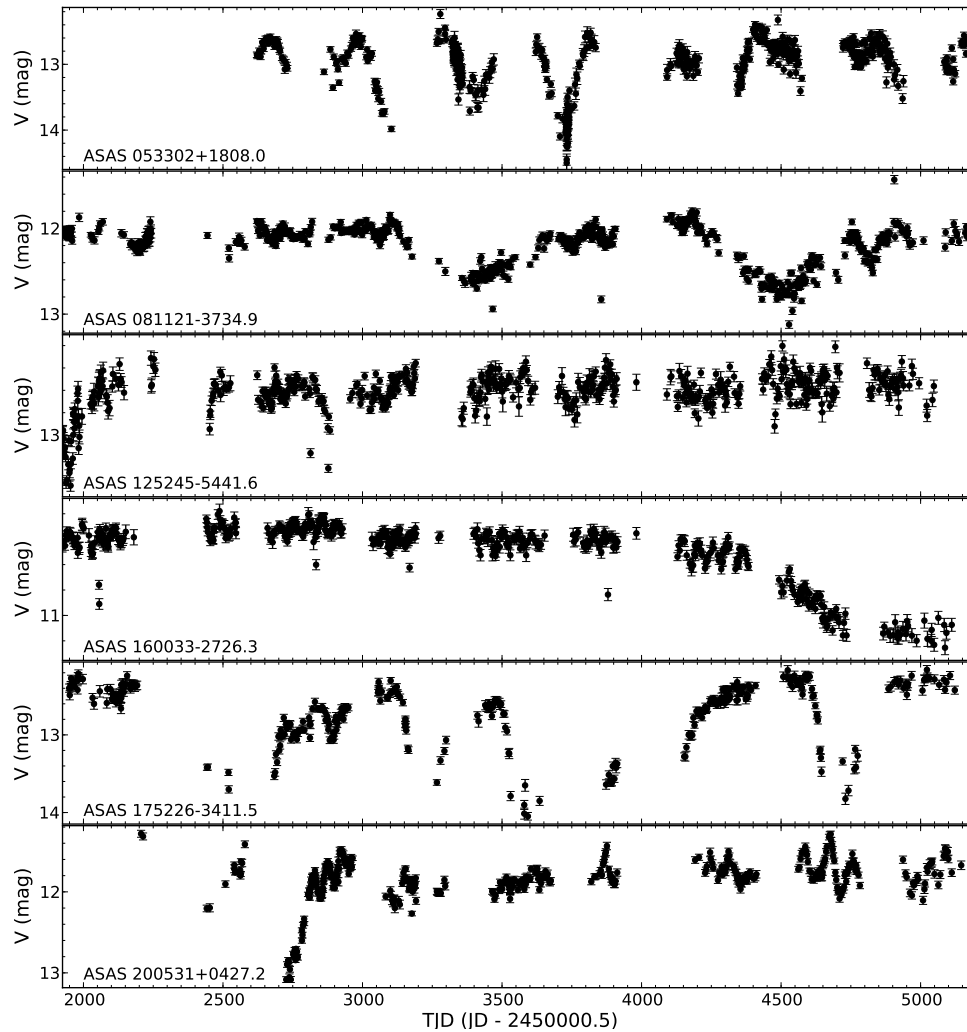 V (mag)
13
14
ASAS 053302+1808.0
V (mag)
12
13
ASAS 081121-3734.9
V (mag)
13
ASAS 125245-5441.6
V (mag)
11
ASAS 160033-2726.3
V (mag)
13
14
ASAS 175226-3411.5
V (mag)
12
13
ASAS 200531+0427.2
2000 2500 3000 3500 4000 4500 5000
TJD (JD - 2450000.5)